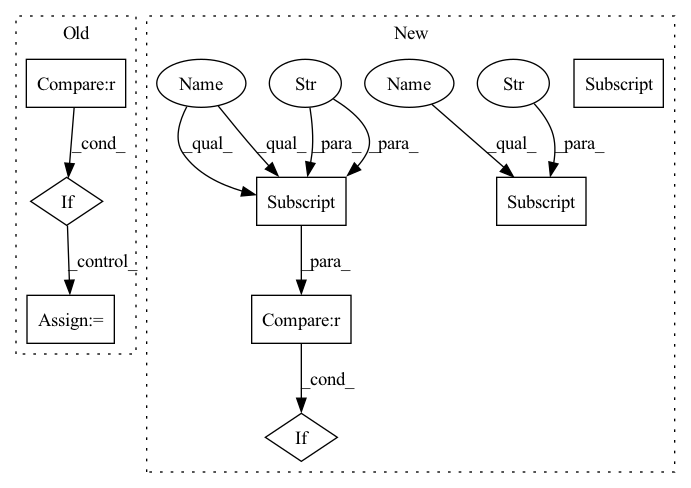 Old
New
Compare:r
Name
Str
Name
Str
Subscript
_cond_
_qual_
_qual_
_para_
_para_
_qual_
_para_
If
Subscript
Subscript
_control_
_para_
Assign:=
Compare:r
_cond_
If